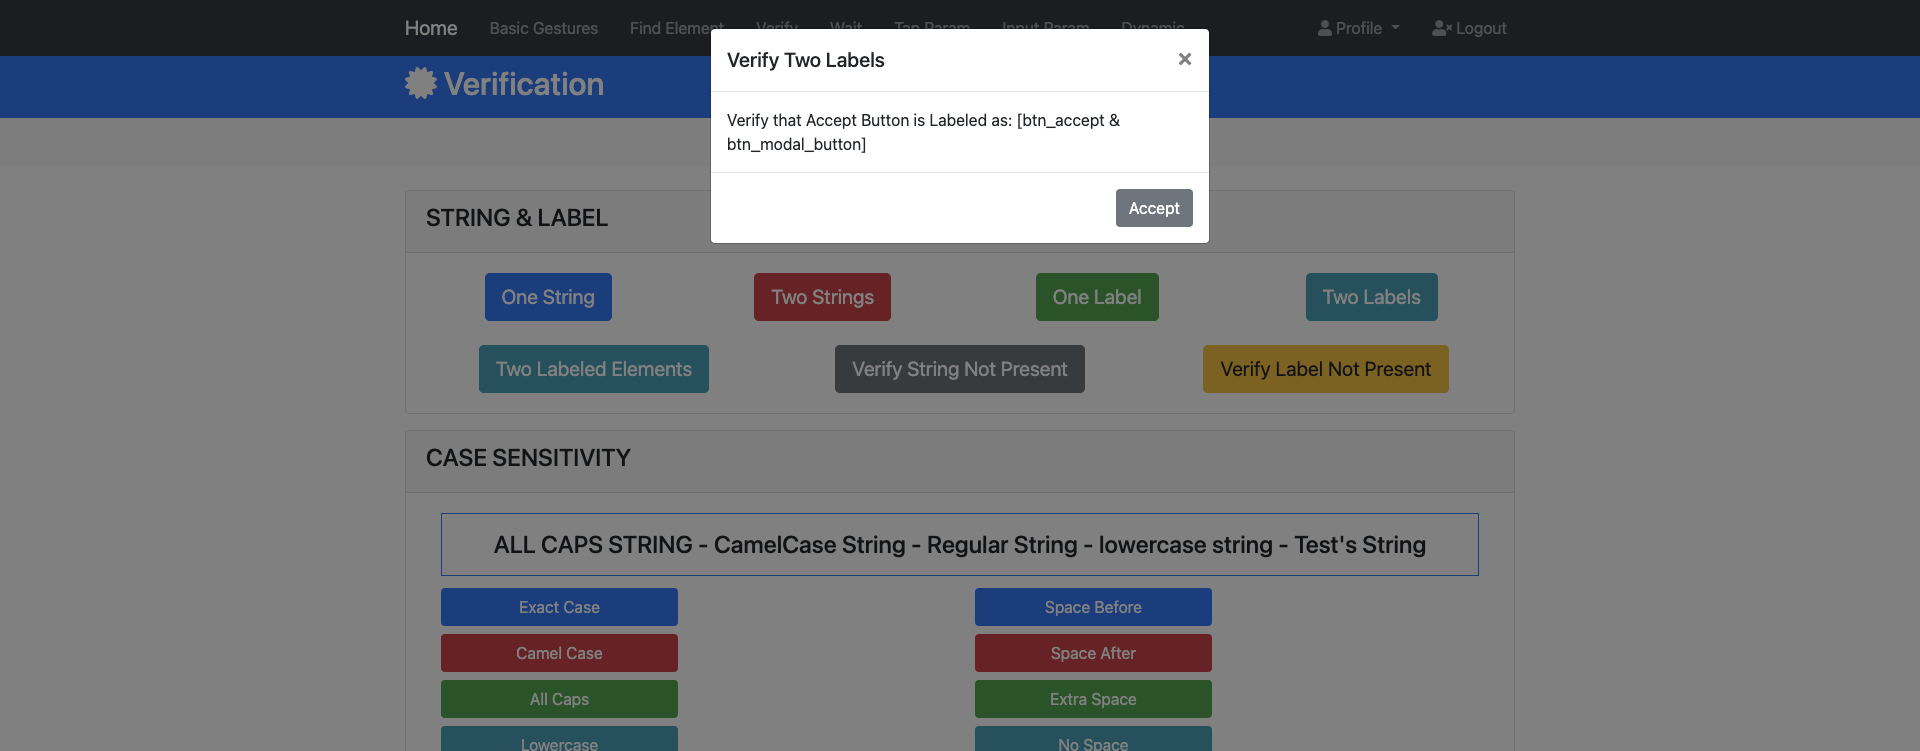 Home Basic Gestures Find Element Verify Wait Tap Param Input Param Dynamic Profile Logout
Verification
Verify Two Labels ×
Verify that Accept Button is Labeled as: [btn_accept &
btn_modal_button]
Accept
STRING & LABEL
One String Two Strings One Label Two Labels
Two Labeled Elements Verify String Not Present Verify Label Not Present
CASE SENSITIVITY
ALL CAPS STRING - CamelCase String - Regular String - lowercase string - Test's String
Exact Case Space Before
Camel Case Space After
All Caps Extra Space
Lowercase No Space